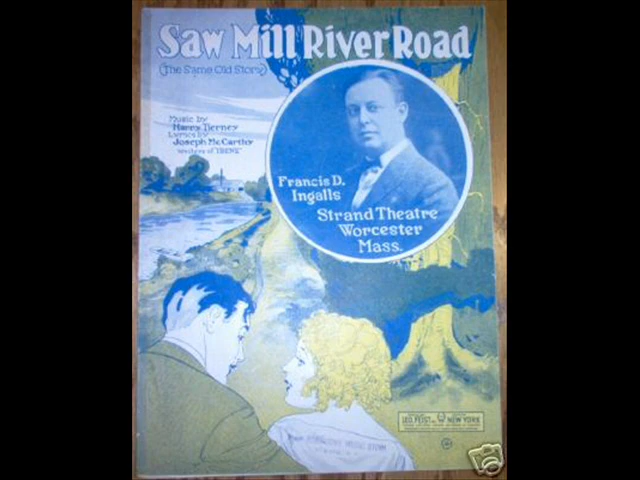 Saw Mill River Road
(The Same Old Story)
Music by
Harry Tierney
Lyrics by
Joseph McCarthy
writers of "IRENE"
Francis D.
Ingalls
Strand Theatre
Worcester
Mass.
LEO. FEIST NEW YORK